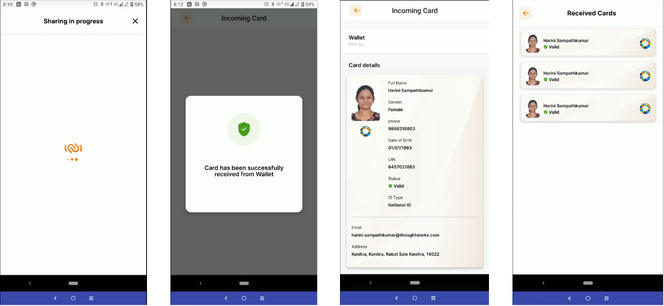 8:10
58%
Sharing in progress
8:13
59%
Incoming Card
Card has been successfully
received from Wallet
Incoming Card
Wallet
Sent by
Card details
Full Name
Harini Sampathkumar
Gender
Female
phone
Date of Birth
01/01/1993
UIN
6457021863
Status
Valid
ID Type
National ID
Email
harini.sampathkumar@thoughtworks.com
Address
Kenitra, Kenitra, Rabat Sale Kenitra, 14022
Received Cards
Harini Sampathkumar
Valid
Harini Sampathkumar
Valid
Harini Sampathkumar
Valid